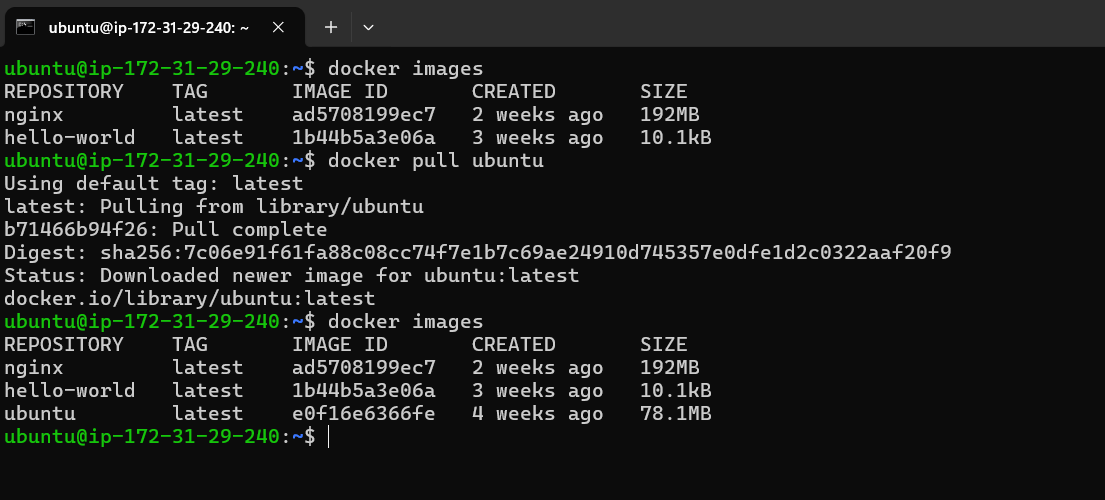 ubuntu@ip-172-31-29-240: ~
ubuntu@ip-172-31-29-240:~$ docker images
REPOSITORY    TAG       IMAGE ID       CREATED       SIZE
nginx         latest    ad5708199ec7   2 weeks ago   192MB
hello-world   latest    1b44b5a3e06a   3 weeks ago   10.1kB
ubuntu@ip-172-31-29-240:~$ docker pull ubuntu
Using default tag: latest
latest: Pulling from library/ubuntu
b71466b94f26: Pull complete
Digest: sha256:7c06e91f61fa88c08cc74f7e1b7c69ae24910d745357e0dfe1d2c0322aaf20f9
Status: Downloaded newer image for ubuntu:latest
docker.io/library/ubuntu:latest
ubuntu@ip-172-31-29-240:~$ docker images
REPOSITORY    TAG       IMAGE ID       CREATED       SIZE
nginx         latest    ad5708199ec7   2 weeks ago   192MB
hello-world   latest    1b44b5a3e06a   3 weeks ago   10.1kB
ubuntu        latest    e0f16e6366fe   4 weeks ago   78.1MB
ubuntu@ip-172-31-29-240:~$